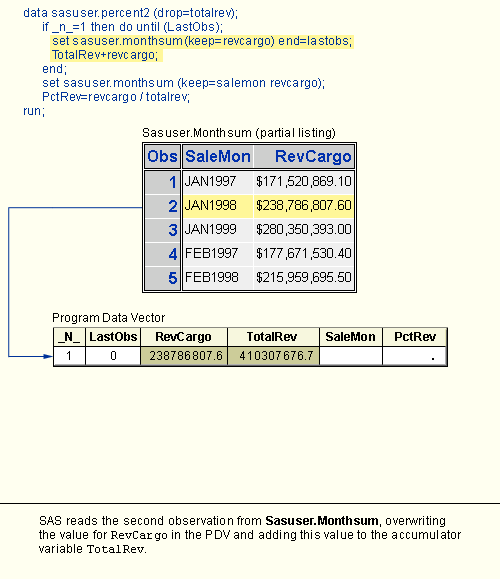 data sasuser.percent2 (drop=totalrev);
if _n_=1 then do until (LastObs);
set sasuser.monthsum(keep=revcargo) end=lastobs;
TotalRev+revcargo;
end;
set sasuser.monthsum (keep=salemon revcargo);
PctRev=revcargo / totalrev;
run;
Sasuser.Monthsum (partial listing)
Obs SaleMon RevCargo
1 JAN1997 $171,520,869.10
2 JAN1998 $238,786,807.60
3 JAN1999 $280,350,393.00
4 FEB1997 $177,671,530.40
5 FEB1998 $215,959,695.50
Program Data Vector
_N_ LastObs RevCargo TotalRev SaleMon PctRev
1 0 238786807.6 410307676.7 .
SAS reads the second observation from Sasuser.Monthsum, overwriting
the value for RevCargo in the PDV and adding this value to the accumulator
variable TotalRev.